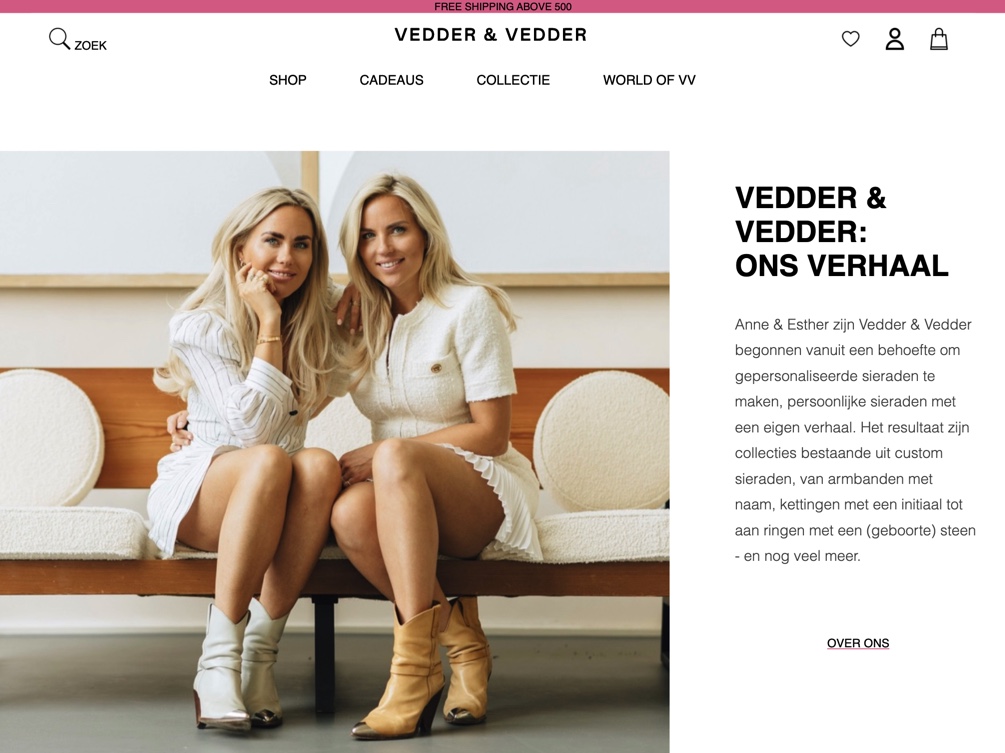 FREE SHIPPING ABOVE 500
ZOEK
VEDDER & VEDDER
SHOP CADEAUS COLLECTIE WORLD OF VV
VEDDER &
VEDDER:
ONS VERHAAL
Anne & Esther zijn Vedder & Vedder
begonnen vanuit een behoefte om
gepersonaliseerde sieraden te
maken, persoonlijke sieraden met
een eigen verhaal. Het resultaat zijn
collecties bestaande uit custom
sieraden, van armbanden met
naam, kettingen met een initiaal tot
aan ringen met een (geboorte) steen
- en nog veel meer.
OVER ONS